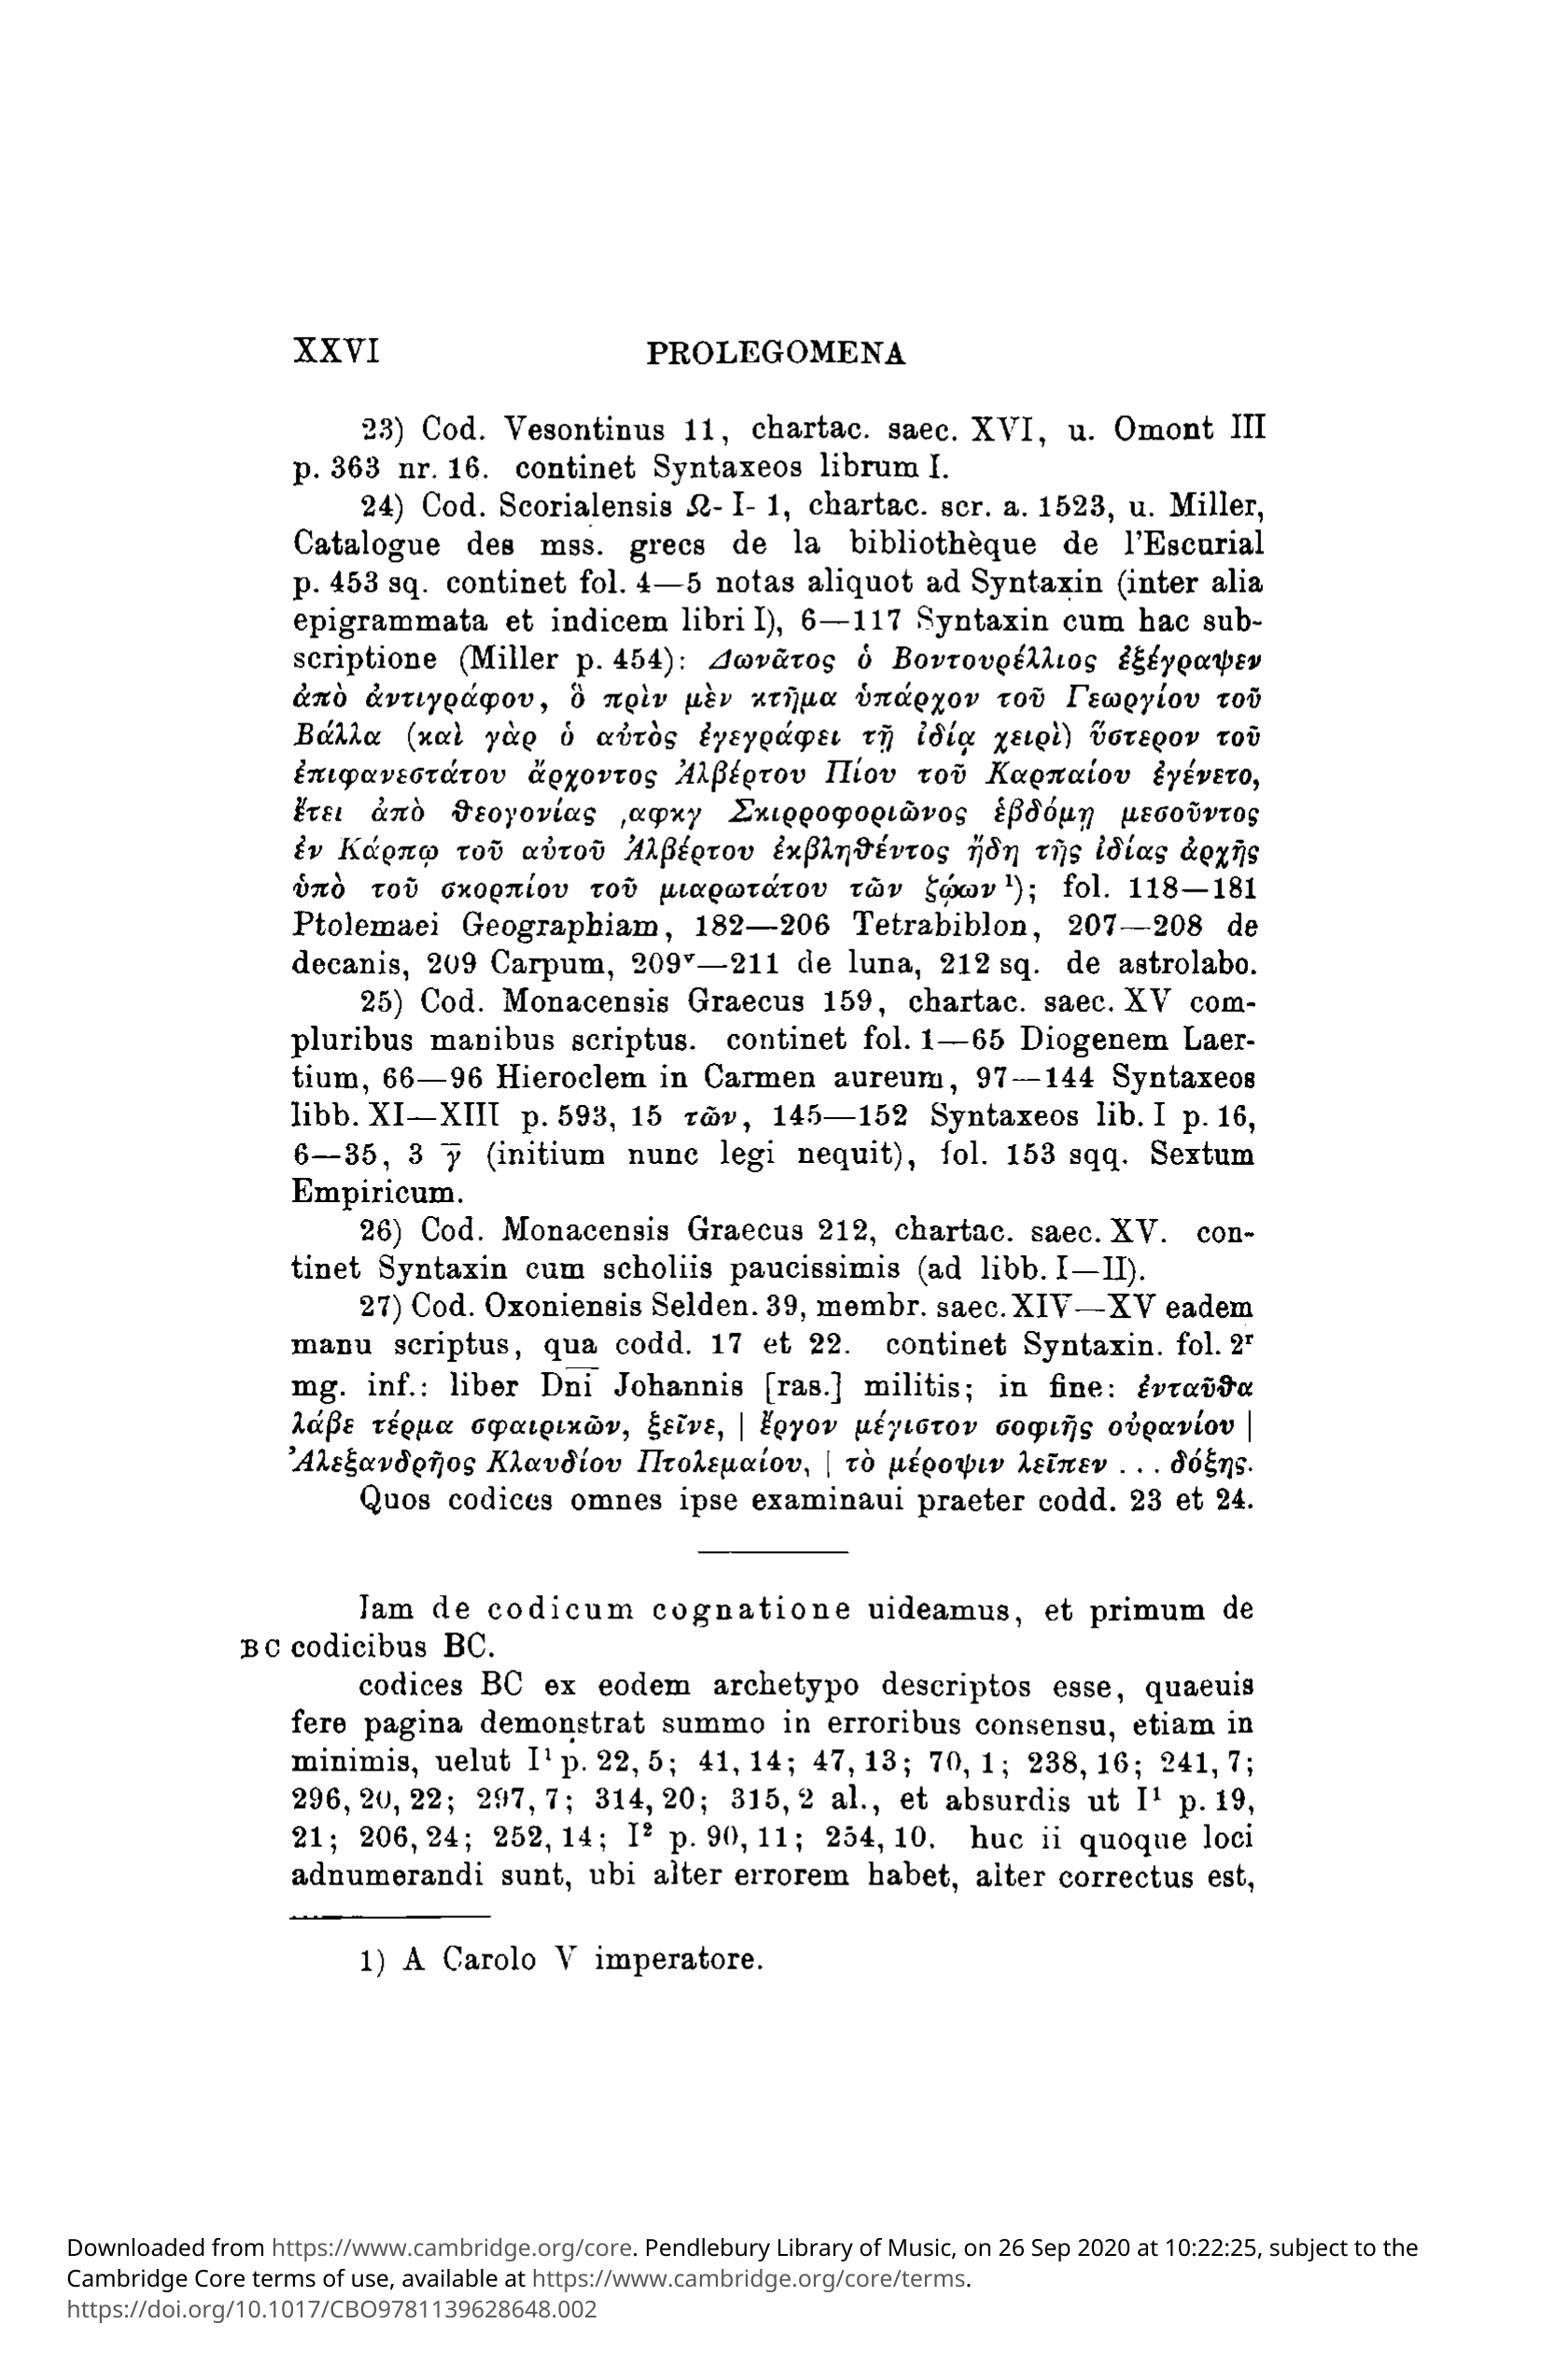 XXVI PROLEGOMENA
23) Cod. Vesontinus 11, chartac. saec. XVI, u. Omont III
p. 363 nr. 16. continet Syntaxeos librum I.
24) Cod. Scorialensis Ω- I- 1, chartac. scr. a. 1523, u. Miller,
Catalogue des mss. grecs de la bibliothèque de l'Escurial
p. 453 sq. continet fol. 4—5 notas aliquot ad Syntaxin (inter alia
epigrammata et indicem libri I), 6—117 Syntaxin cum hac sub-
scriptione (Miller p. 454): Δωνᾶτος ὁ Βοντουρέλλιος ἐξέγραψεν
ἀπὸ ἀντιγράφου, ὃ πρὶν μὲν κτῆμα ὑπάρχον τοῦ Γεωργίου τοῦ
Βάλλα (καὶ γὰρ ὁ αὐτὸς ἐγεγράφει τῇ ἰδίᾳ χειρὶ) ὕστερον τοῦ
ἐπιφανεστάτου ἄρχοντος Ἀλβέρτου Πίου τοῦ Καρπαίου ἐγένετο,
ἔτει ἀπὸ θεογονίας ͵αφκγ Σκιρροφοριῶνος ἑβδόμῃ μεσοῦντος
ἐν Κάρπῳ τοῦ αὐτοῦ Ἀλβέρτου ἐκβληθέντος ἤδη τῆς ἰδίας ἀρχῆς
ὑπὸ τοῦ σκορπίου τοῦ μιαρωτάτου τῶν ζῴων ¹); fol. 118—181
Ptolemaei Geographiam, 182—206 Tetrabiblon, 207—208 de
decanis, 209 Carpum, 209ᵛ—211 de luna, 212 sq. de astrolabo.
25) Cod. Monacensis Graecus 159, chartac. saec. XV com-
pluribus manibus scriptus. continet fol. 1—65 Diogenem Laer-
tium, 66—96 Hieroclem in Carmen aureum, 97—144 Syntaxeos
libb. XI—XIII p. 593, 15 τῶν, 145—152 Syntaxeos lib. I p. 16,
6—35, 3 γ̅ (initium nunc legi nequit), fol. 153 sqq. Sextum
Empiricum.
26) Cod. Monacensis Graecus 212, chartac. saec. XV. con-
tinet Syntaxin cum scholiis paucissimis (ad libb. I—II).
27) Cod. Oxoniensis Selden. 39, membr. saec. XIV—XV eadem
manu scriptus, qua codd. 17 et 22. continet Syntaxin. fol. 2ʳ
mg. inf.: liber Dn̅i̅ Johannis [ras.] militis; in fine: ἐνταῦθα
λάβε τέρμα σφαιρικῶν, ξεῖνε, | ἔργον μέγιστον σοφιῆς οὐρανίου |
Ἀλεξανδρῆος Κλανδίου Πτολεμαίου, | τὸ μέροψιν λεῖπεν . . . δόξης.
Quos codices omnes ipse examinaui praeter codd. 23 et 24.
Iam de codicum cognatione uideamus, et primum de
BC codicibus BC.
codices BC ex eodem archetypo descriptos esse, quaeuis
fere pagina demonstrat summo in erroribus consensu, etiam in
minimis, uelut I¹ p. 22, 5; 41, 14; 47, 13; 70, 1; 238, 16; 241, 7;
296, 20, 22; 297, 7; 314, 20; 315, 2 al., et absurdis ut I¹ p. 19,
21; 206, 24; 252, 14; I² p. 90, 11; 254, 10. huc ii quoque loci
adnumerandi sunt, ubi alter errorem habet, alter correctus est,
1) A Carolo V imperatore.
Downloaded from https://www.cambridge.org/core. Pendlebury Library of Music, on 26 Sep 2020 at 10:22:25, subject to the
Cambridge Core terms of use, available at https://www.cambridge.org/core/terms.
https://doi.org/10.1017/CBO9781139628648.002